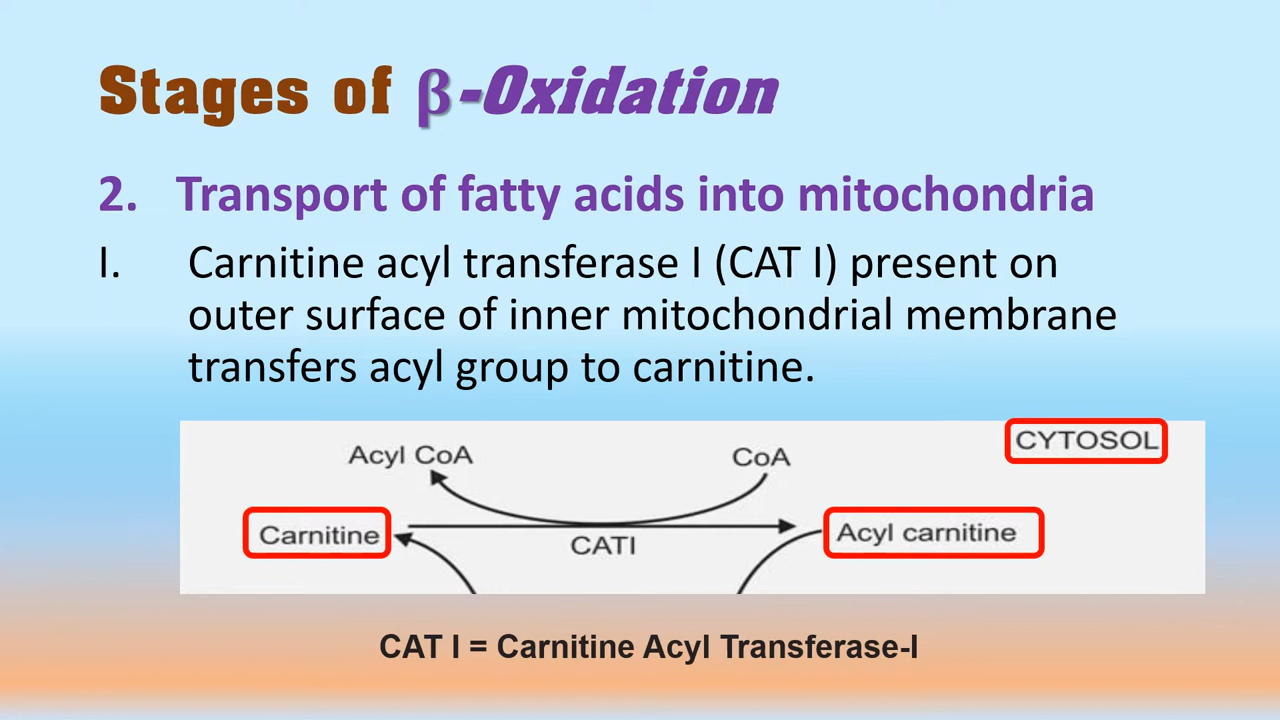 Stages of β-Oxidation
2. Transport of fatty acids into mitochondria
I. Carnitine acyl transferase I (CAT I) present on
outer surface of inner mitochondrial membrane
transfers acyl group to carnitine.
CYTOSOL
Acyl CoA CoA
Carnitine Acyl carnitine
CATI
CAT I = Carnitine Acyl Transferase-I